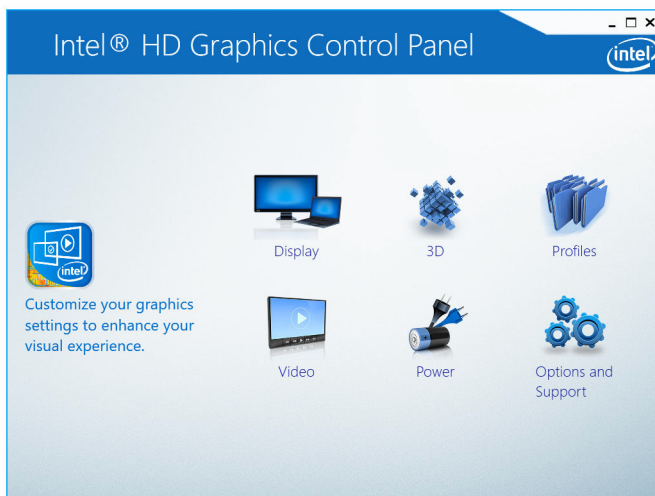 Intel® HD Graphics Control Panel
intel
Display
3D
Profiles
intel
Customize your graphics
settings to enhance your
visual experience.
Video
Power
Options and
Support